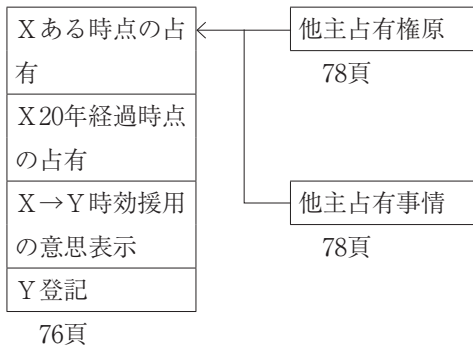 Xある時点の占
有
X20年経過時点
の占有
X→Y時効援用
の意思表示
Y登記
76頁
他主占有権原
78頁
他主占有事情
78頁